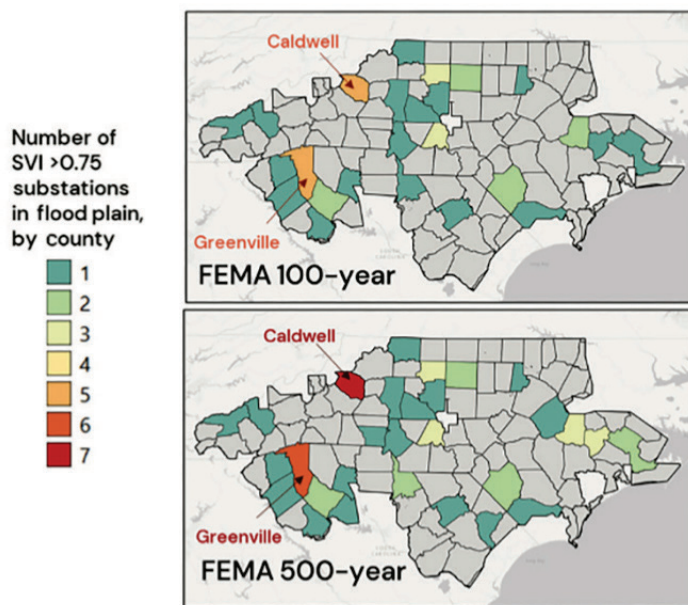 Number of
SVI >0.75
substations
in flood plain,
by county
1
2
3
4
5
6
7
Caldwell
Greenville
FEMA 100-year
Caldwell
Greenville
FEMA 500-year